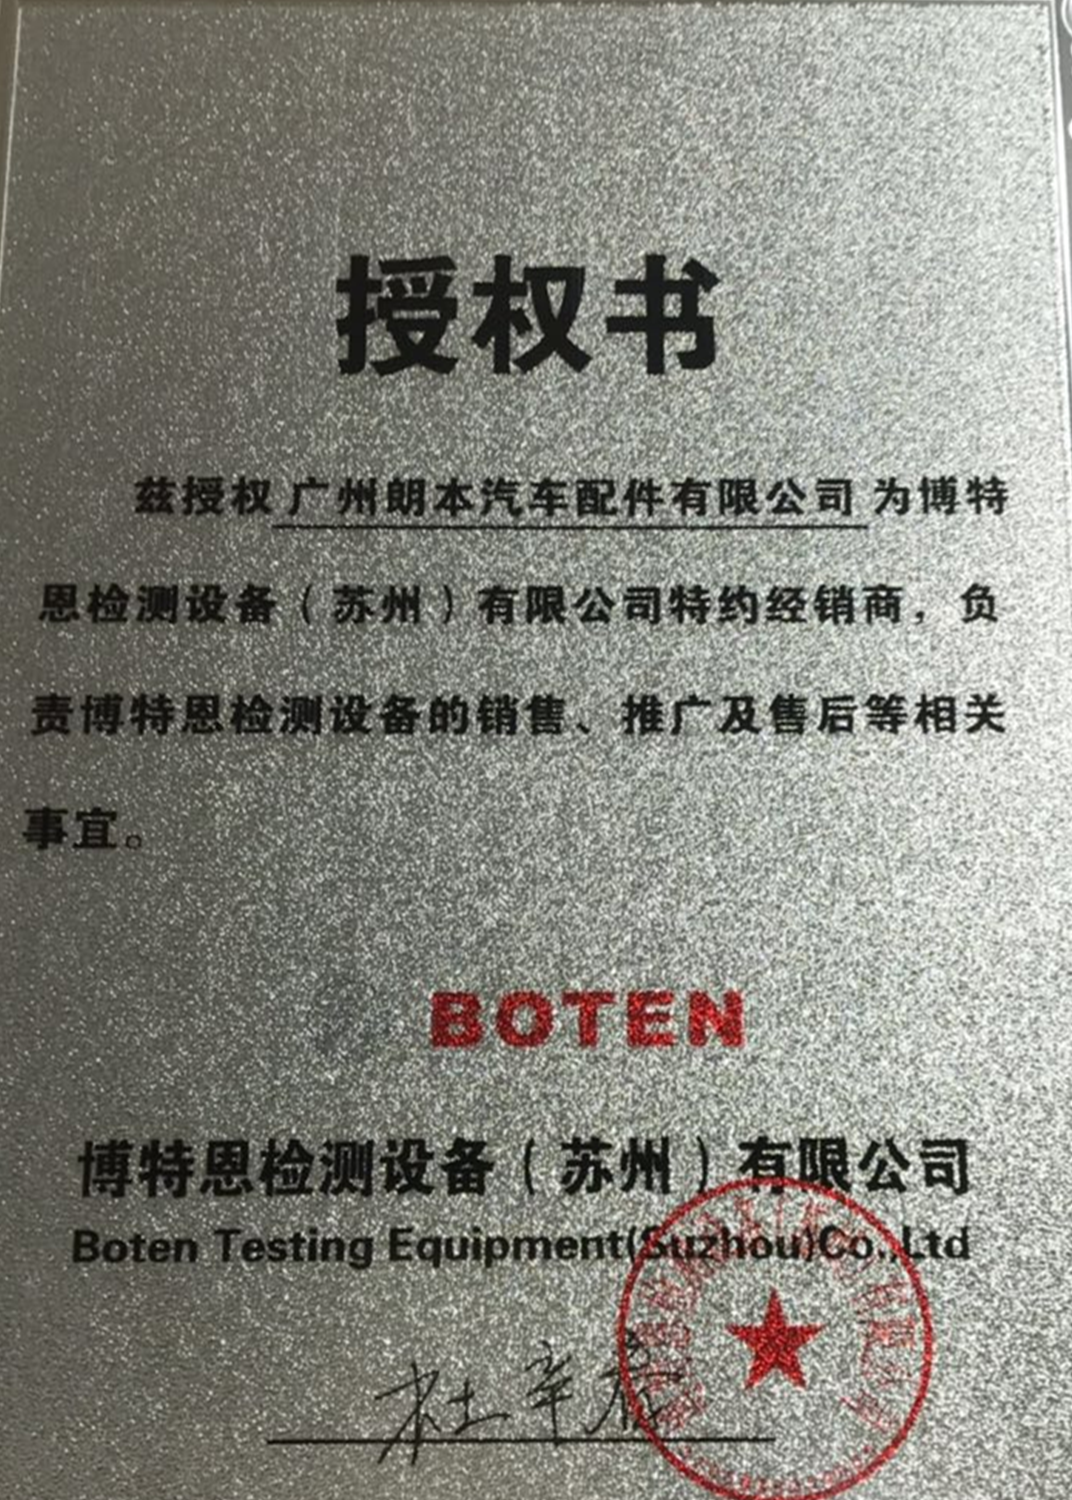 授权书
兹授权 广州朗本汽车配件有限公司 为博特
恩检测设备（苏州）有限公司特约经销商，负
责博特恩检测设备的销售、推广及售后等相关
事宜。
BOTEN
博特恩检测设备（苏州）有限公司
Boten Testing Equipment(Suzhou)Co.,Ltd